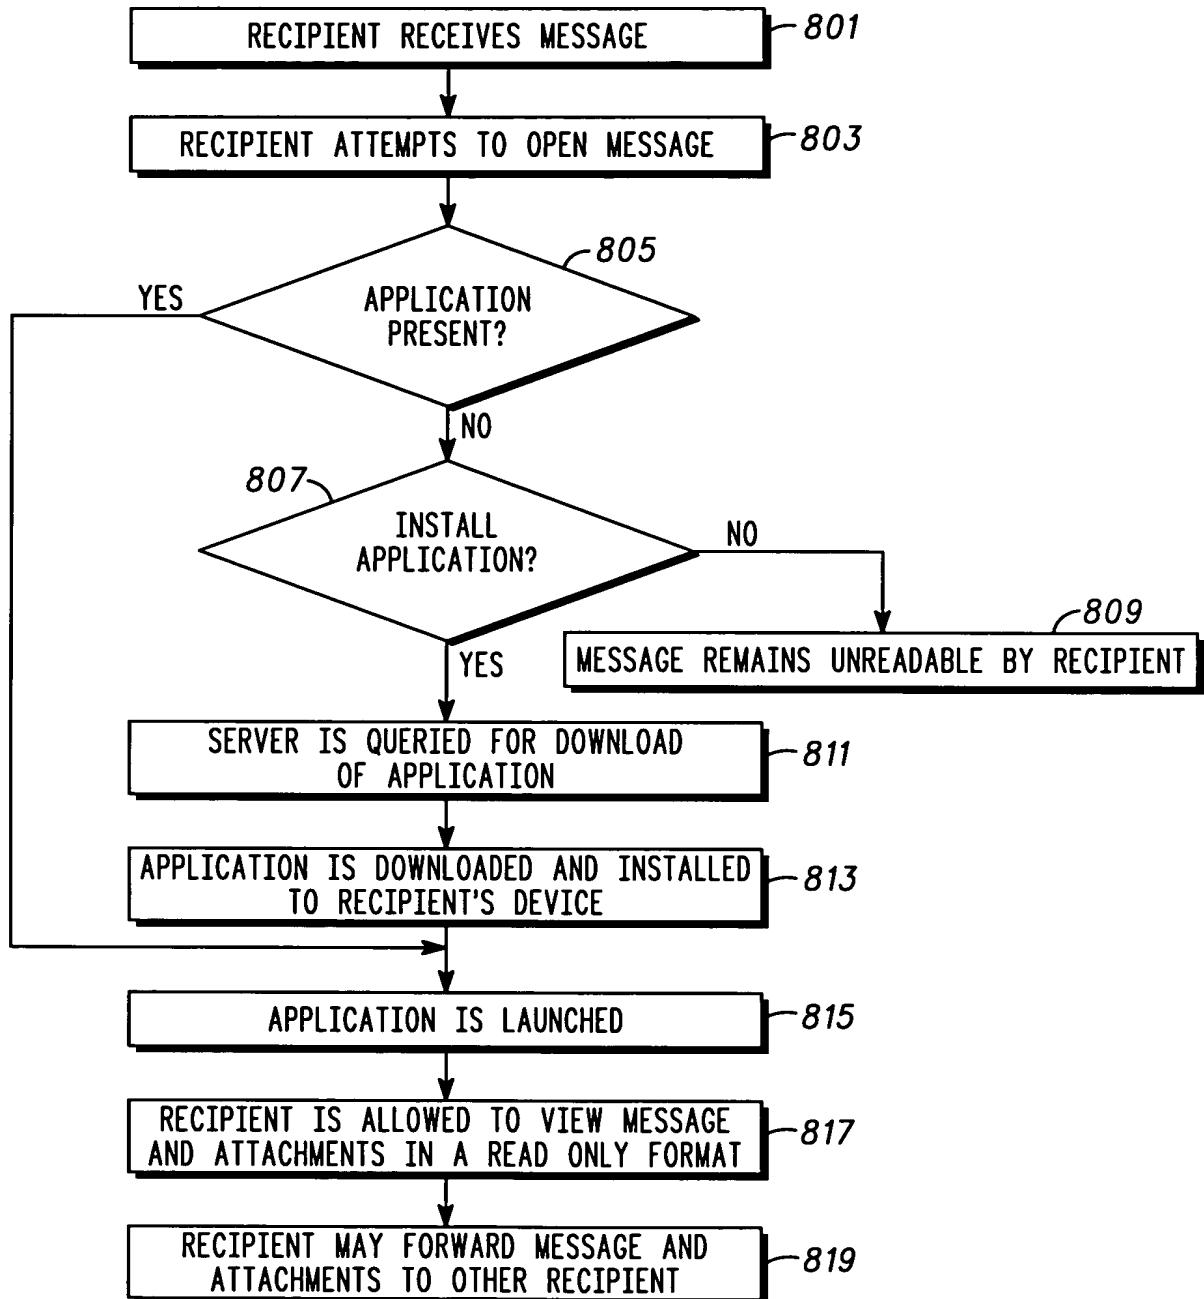 RECIPIENT RECEIVES MESSAGE
801
RECIPIENT ATTEMPTS TO OPEN MESSAGE
803
805
APPLICATION
PRESENT?
YES
NO
807
INSTALL
APPLICATION?
NO
YES
809
MESSAGE REMAINS UNREADABLE BY RECIPIENT
SERVER IS QUERIED FOR DOWNLOAD
OF APPLICATION
811
APPLICATION IS DOWNLOADED AND INSTALLED
TO RECIPIENT'S DEVICE
813
APPLICATION IS LAUNCHED
815
RECIPIENT IS ALLOWED TO VIEW MESSAGE
AND ATTACHMENTS IN A READ ONLY FORMAT
817
RECIPIENT MAY FORWARD MESSAGE AND
ATTACHMENTS TO OTHER RECIPIENT
819